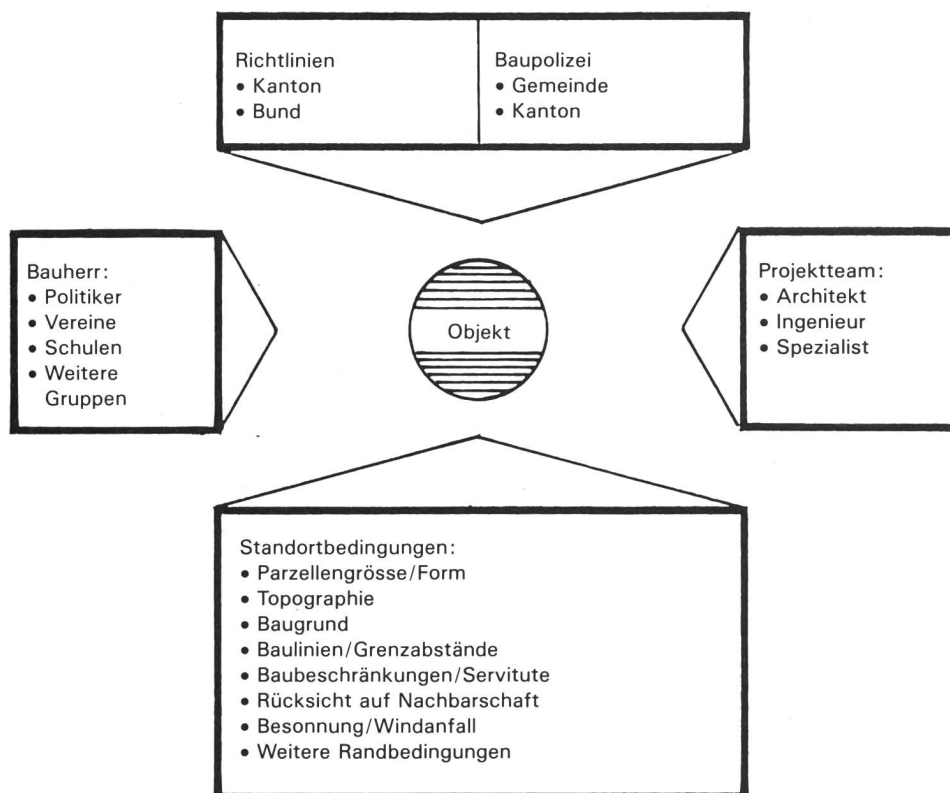 Richtlinien
• Kanton
• Bund
Baupolizei
• Gemeinde
• Kanton
Bauherr:
• Politiker
• Vereine
• Schulen
• Weitere
Gruppen
Objekt
Projektteam:
• Architekt
• Ingenieur
• Spezialist
Standortbedingungen:
• Parzellengrösse/Form
• Topographie
• Baugrund
• Baulinien/Grenzabstände
• Baubeschränkungen/Servitute
• Rücksicht auf Nachbarschaft
• Besonnung/Windanfall
• Weitere Randbedingungen